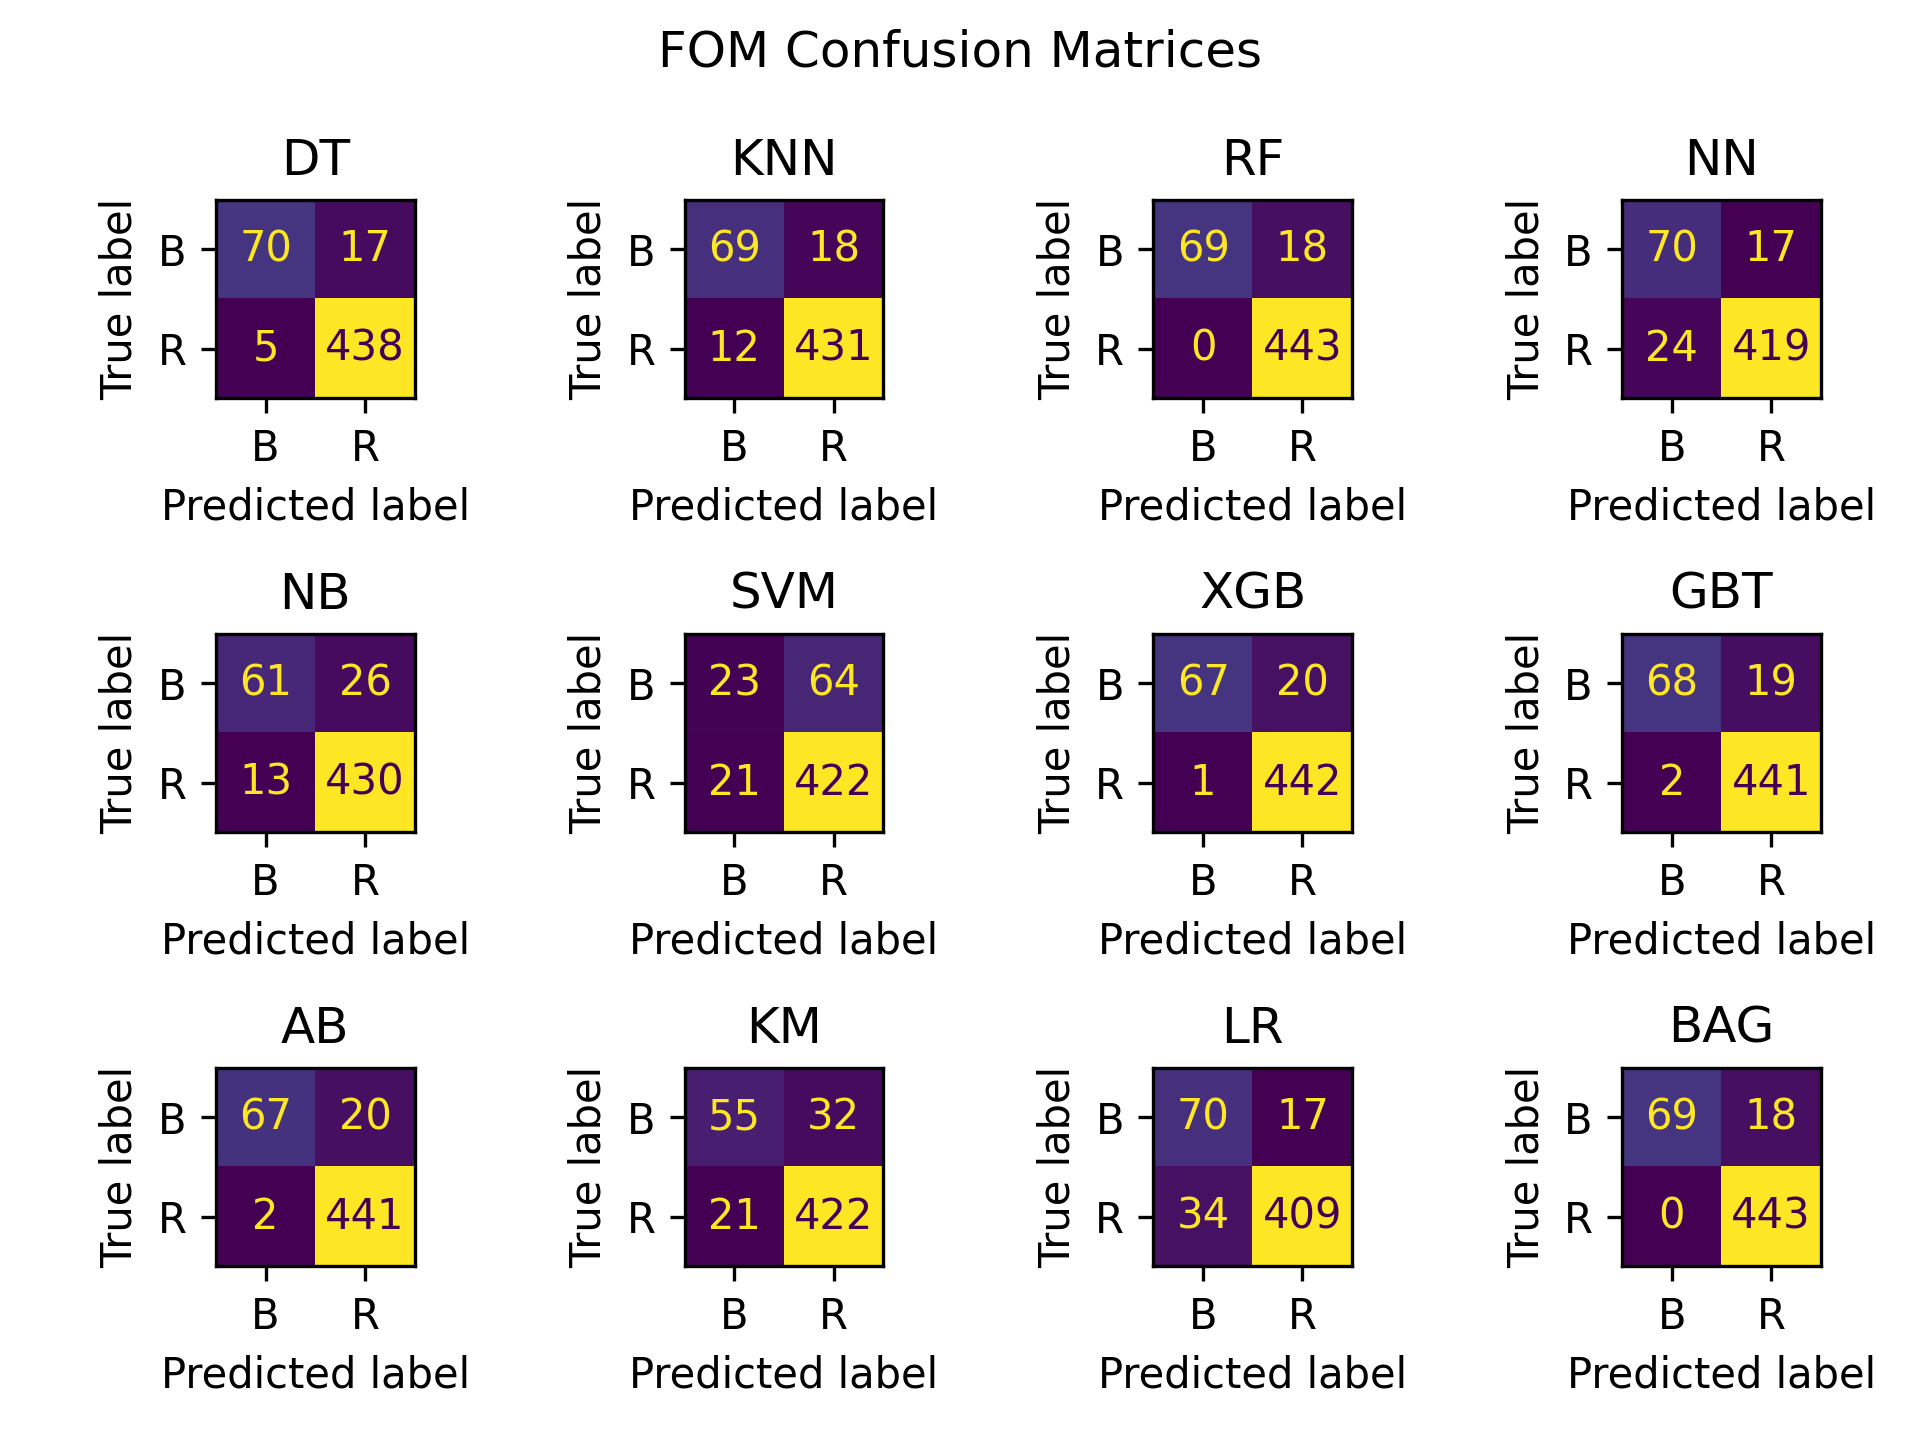 FOM Confusion Matrices
DT
True label
B 70 17
R 5 438
B R
Predicted label
KNN
True label
B 69 18
R 12 431
B R
Predicted label
RF
True label
B 69 18
R 0 443
B R
Predicted label
NN
True label
B 70 17
R 24 419
B R
Predicted label
NB
True label
B 61 26
R 13 430
B R
Predicted label
SVM
True label
B 23 64
R 21 422
B R
Predicted label
XGB
True label
B 67 20
R 1 442
B R
Predicted label
GBT
True label
B 68 19
R 2 441
B R
Predicted label
AB
True label
B 67 20
R 2 441
B R
Predicted label
KM
True label
B 55 32
R 21 422
B R
Predicted label
LR
True label
B 70 17
R 34 409
B R
Predicted label
BAG
True label
B 69 18
R 0 443
B R
Predicted label